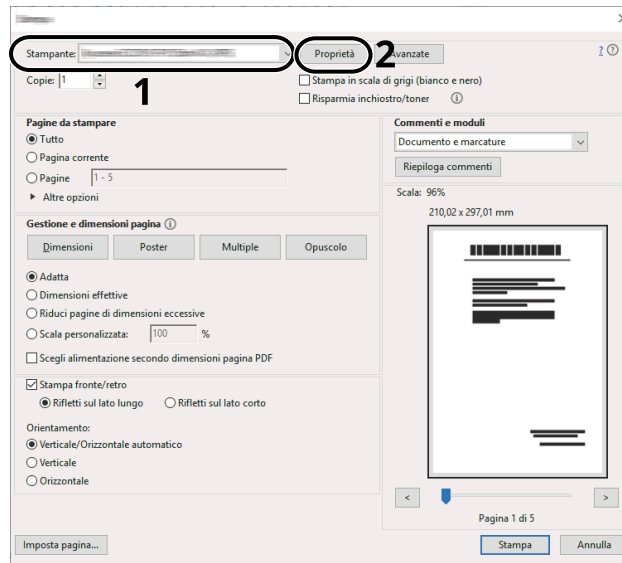 Stampante:
Proprietà
2
Avanzate
?
Copie: 1
1
Stampa in scala di grigi (bianco e nero)
Risparmia inchiostro/toner
Pagine da stampare
Tutto
Pagina corrente
Pagine 1 - 5
Altre opzioni
Gestione e dimensioni pagina
Dimensioni Poster Multiple Opuscolo
Adatta
Dimensioni effettive
Riduci pagine di dimensioni eccessive
Scala personalizzata: 100 %
Scegli alimentazione secondo dimensioni pagina PDF
Stampa fronte/retro
Rifletti sul lato lungo Rifletti sul lato corto
Orientamento:
Verticale/Orizzontale automatico
Verticale
Orizzontale
Commenti e moduli
Documento e marcature
Riepiloga commenti
Scala: 96%
210,02 x 297,01 mm
< >
Pagina 1 di 5
Imposta pagina... Stampa Annulla